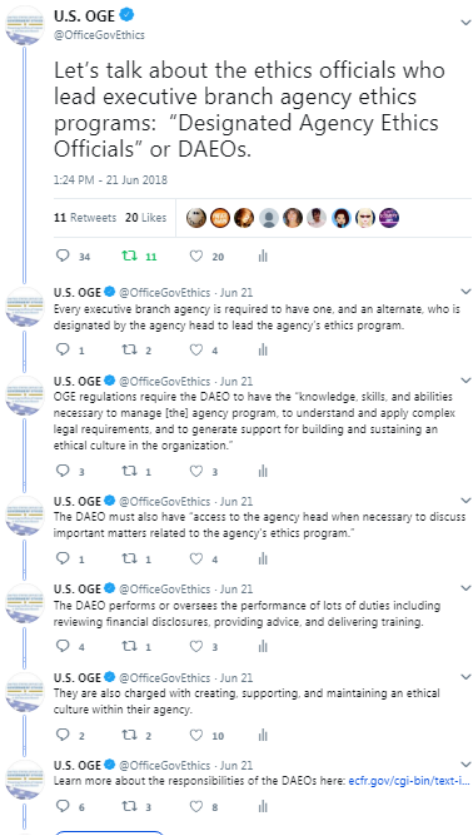 U.S. OGE
@OfficeGovEthics
Let's talk about the ethics officials who
lead executive branch agency ethics
programs:  "Designated Agency Ethics
Officials" or DAEOs.
1:24 PM - 21 Jun 2018
11 Retweets  20 Likes
34 11 20
U.S. OGE @OfficeGovEthics · Jun 21
Every executive branch agency is required to have one, and an alternate, who is
designated by the agency head to lead the agency's ethics program.
1 2 4
U.S. OGE @OfficeGovEthics · Jun 21
OGE regulations require the DAEO to have the "knowledge, skills, and abilities
necessary to manage [the] agency program, to understand and apply complex
legal requirements, and to generate support for building and sustaining an
ethical culture in the organization."
3 1 3
U.S. OGE @OfficeGovEthics · Jun 21
The DAEO must also have "access to the agency head when necessary to discuss
important matters related to the agency's ethics program."
1 1 4
U.S. OGE @OfficeGovEthics · Jun 21
The DAEO performs or oversees the performance of lots of duties including
reviewing financial disclosures, providing advice, and delivering training.
4 1 3
U.S. OGE @OfficeGovEthics · Jun 21
They are also charged with creating, supporting, and maintaining an ethical
culture within their agency.
2 2 10
U.S. OGE @OfficeGovEthics · Jun 21
Learn more about the responsibilities of the DAEOs here: ecfr.gov/cgi-bin/text-i...
6 3 8